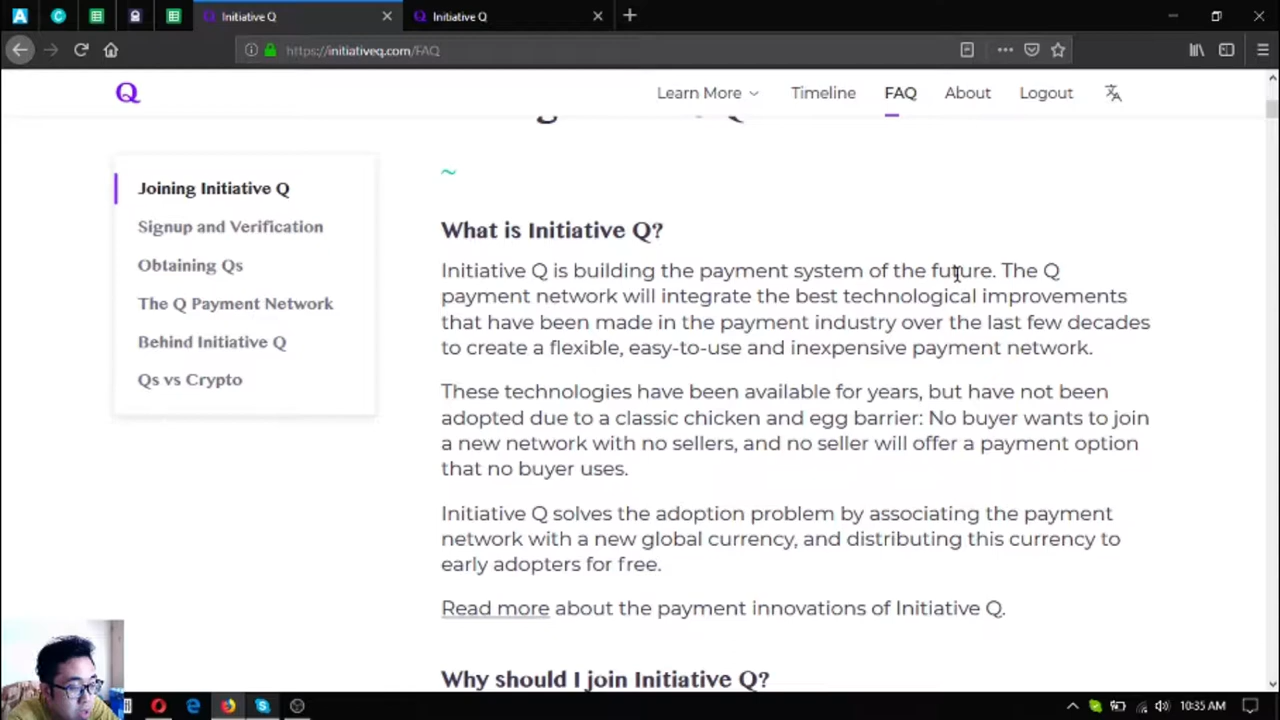 Initiative Q
Initiative Q
https://initiativeq.com/FAQ
Q
Learn More
Timeline
FAQ
About
Logout
Joining Initiative Q
Signup and Verification
Obtaining Qs
The Q Payment Network
Behind Initiative Q
Qs vs Crypto
What is Initiative Q?
Initiative Q is building the payment system of the future. The Q
payment network will integrate the best technological improvements
that have been made in the payment industry over the last few decades
to create a flexible, easy-to-use and inexpensive payment network.
These technologies have been available for years, but have not been
adopted due to a classic chicken and egg barrier: No buyer wants to join
a new network with no sellers, and no seller will offer a payment option
that no buyer uses.
Initiative Q solves the adoption problem by associating the payment
network with a new global currency, and distributing this currency to
early adopters for free.
Read more about the payment innovations of Initiative Q.
Why should I join Initiative Q?
10:35 AM